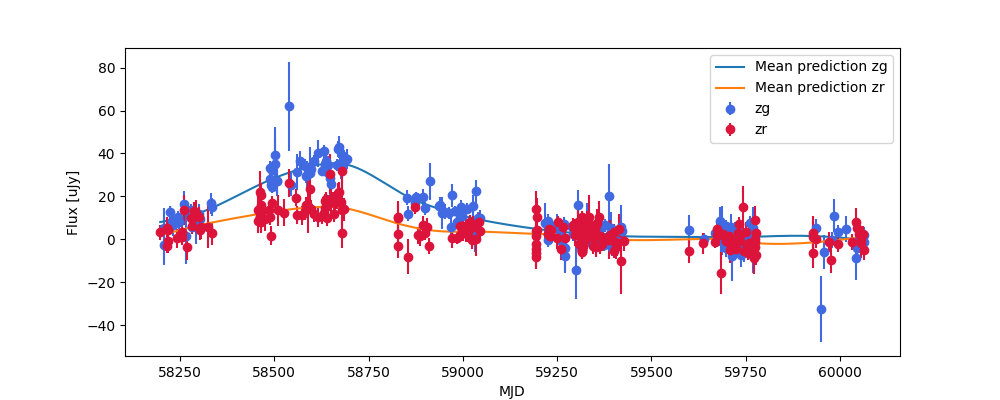 80
60
40
20
0
−20
−40
Flux [uJy]
58250
58500
58750
59000
59250
59500
59750
60000
MJD
Mean prediction zg
Mean prediction zr
zg
zr